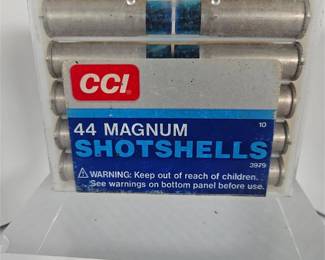 CCI
44 MAGNUM 10
SHOTSHELLS
3979
⚠ WARNING: Keep out of reach of children.
See warnings on bottom panel before use.